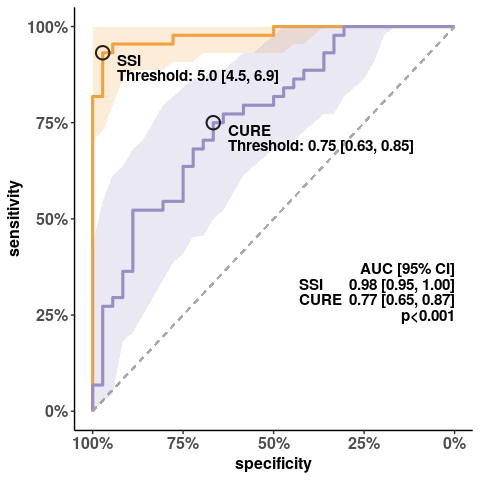 100%
75%
50%
25%
0%
sensitivity
SSI
Threshold: 5.0 [4.5, 6.9]
CURE
Threshold: 0.75 [0.63, 0.85]
AUC [95% CI]
SSI 0.98 [0.95, 1.00]
CURE 0.77 [0.65, 0.87]
p<0.001
100% 75% 50% 25% 0%
specificity